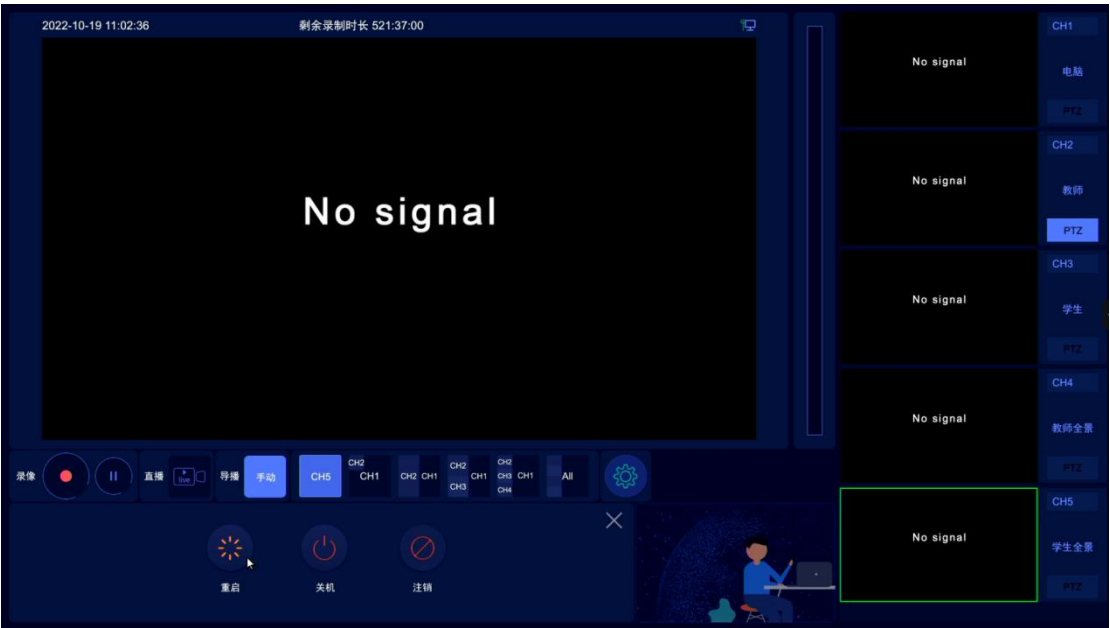 2022-10-19 11:02:36
剩余录制时长 521:37:00
No signal
No signal
CH1
电脑
PTZ
No signal
CH2
教师
PTZ
No signal
CH3
学生
PTZ
No signal
CH4
教师全景
PTZ
No signal
CH5
学生全景
PTZ
录像
直播
live
导播
手动
CH5
CH2
CH1
CH2 CH1
CH2
CH1
CH3
CH2
CH3 CH1
CH4
All
重启
关机
注销